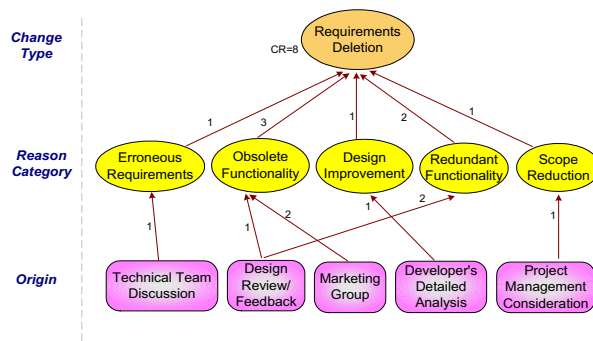 Change
Type
Requirements
Deletion
CR=8
1
3
1
2
1
Reason
Category
Erroneous
Requirements
Obsolete
Functionality
Design
Improvement
Redundant
Functionality
Scope
Reduction
1
1
2
1
2
1
Origin
Technical Team
Discussion
Design
Review/
Feedback
Marketing
Group
Developer's
Detailed
Analysis
Project
Management
Consideration